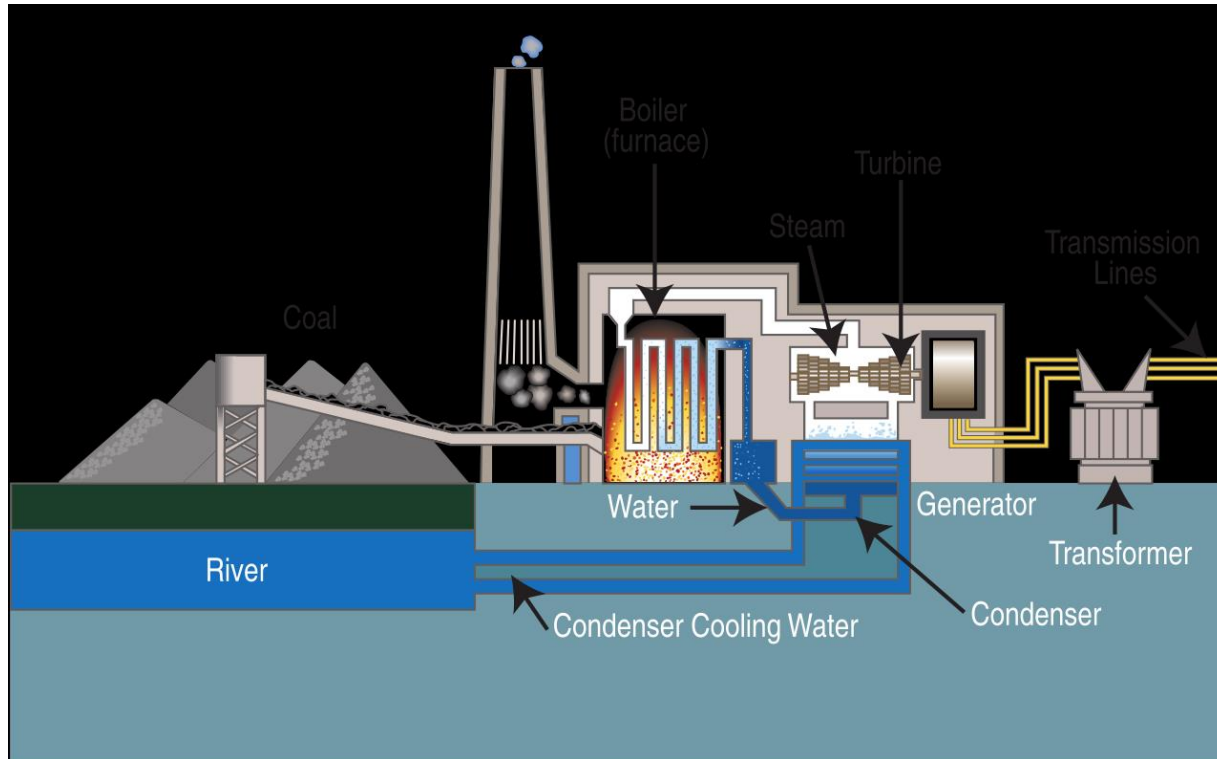 Boiler
(furnace)
Turbine
Steam
Transmission
Lines
Coal
Water
Generator
Transformer
River
Condenser Cooling Water
Condenser